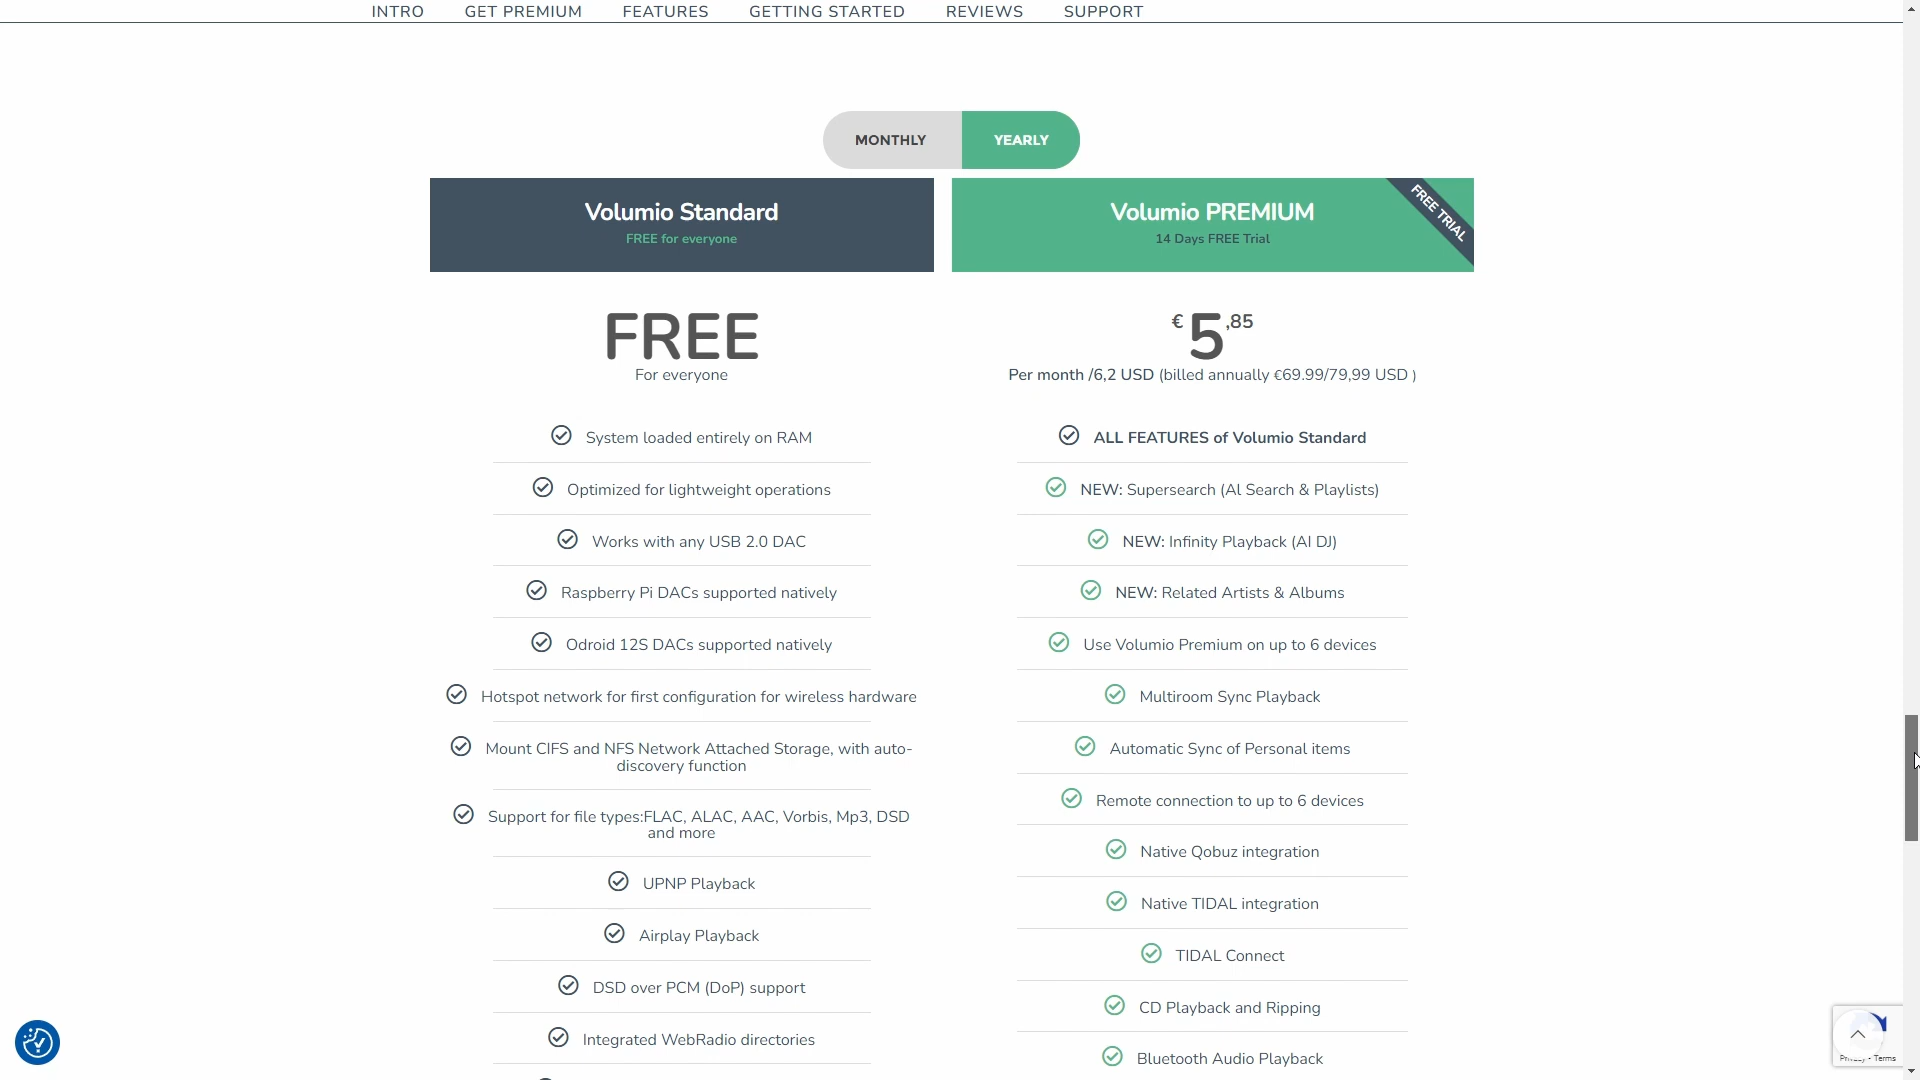 INTRO GET PREMIUM FEATURES GETTING STARTED REVIEWS SUPPORT
MONTHLY YEARLY
Volumio Standard
FREE for everyone
FREE
For everyone
System loaded entirely on RAM
Optimized for lightweight operations
Works with any USB 2.0 DAC
Raspberry Pi DACs supported natively
Odroid 12S DACs supported natively
Hotspot network for first configuration for wireless hardware
Mount CIFS and NFS Network Attached Storage, with auto-
discovery function
Support for file types:FLAC, ALAC, AAC, Vorbis, Mp3, DSD
and more
UPNP Playback
Airplay Playback
DSD over PCM (DoP) support
Integrated WebRadio directories
Volumio PREMIUM
14 Days FREE Trial
FREE TRIAL
€ 5 ,85
Per month /6,2 USD (billed annually €69.99/79,99 USD )
ALL FEATURES of Volumio Standard
NEW: Supersearch (Al Search & Playlists)
NEW: Infinity Playback (AI DJ)
NEW: Related Artists & Albums
Use Volumio Premium on up to 6 devices
Multiroom Sync Playback
Automatic Sync of Personal items
Remote connection to up to 6 devices
Native Qobuz integration
Native TIDAL integration
TIDAL Connect
CD Playback and Ripping
Bluetooth Audio Playback
- Terms